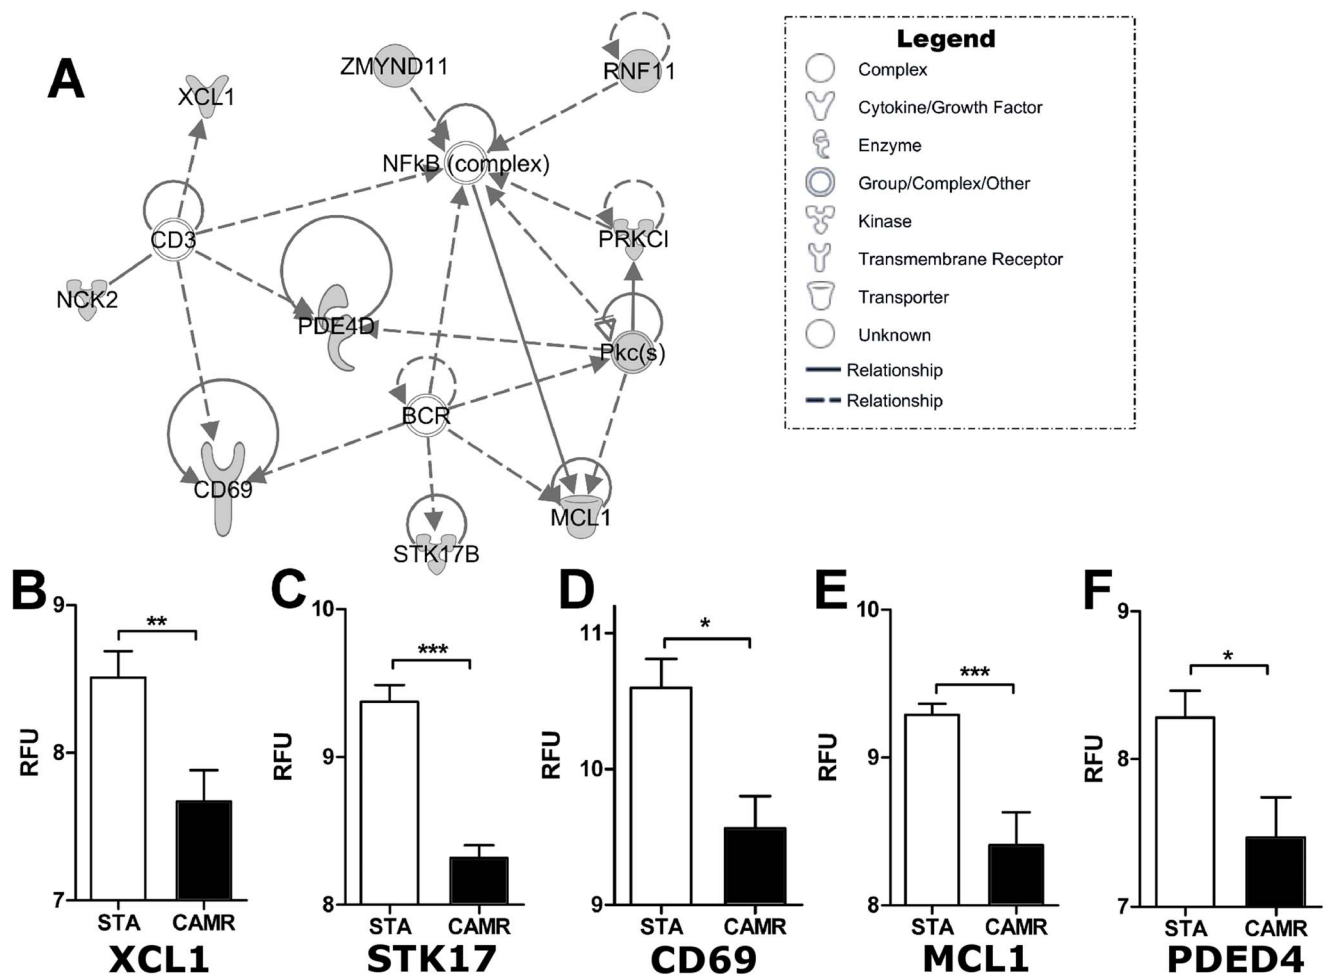 A
XCL1
ZMYND11
RNF11
NFkB (complex)
CD3
PRKCI
NCK2
PDE4D
Pkc(s)
BCR
CD69
MCL1
STK17B
Legend
Complex
Cytokine/Growth Factor
Enzyme
Group/Complex/Other
Kinase
Transmembrane Receptor
Transporter
Unknown
Relationship
Relationship
B
9
8
7
RFU
**
STA CAMR
XCL1
C
10
9
8
RFU
***
STA CAMR
STK17
D
11
10
9
RFU
*
STA CAMR
CD69
E
10
9
8
RFU
***
STA CAMR
MCL1
F
9
8
7
RFU
*
STA CAMR
PDED4